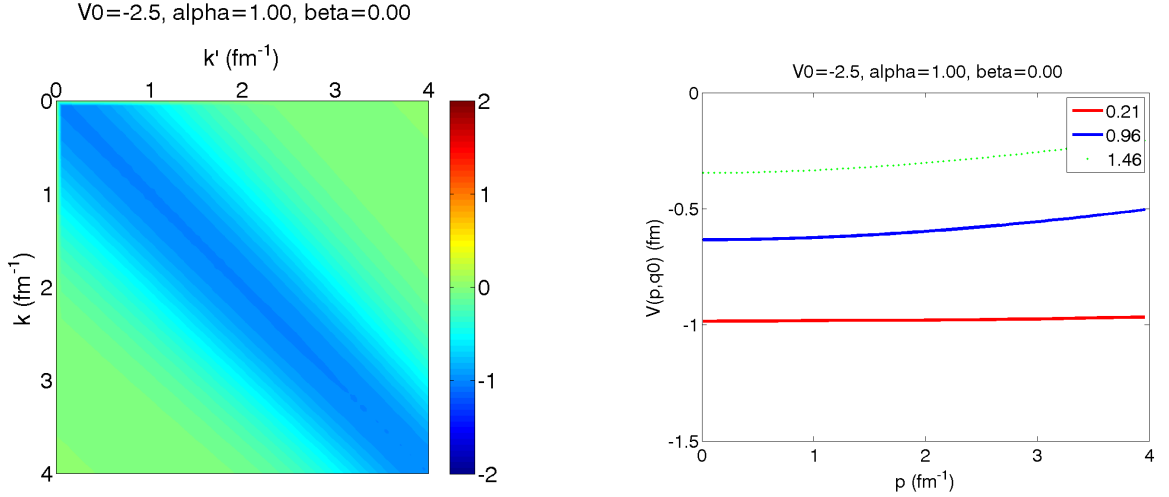 V0=-2.5, alpha=1.00, beta=0.00
k' (fm⁻¹)
0 1 2 3 4
0
1
2
3
4
k (fm⁻¹)
2
1
0
-1
-2
V0=-2.5, alpha=1.00, beta=0.00
0.21
0.96
1.46
0
-0.5
-1
-1.5
V(p,q0) (fm)
0 1 2 3 4
p (fm⁻¹)